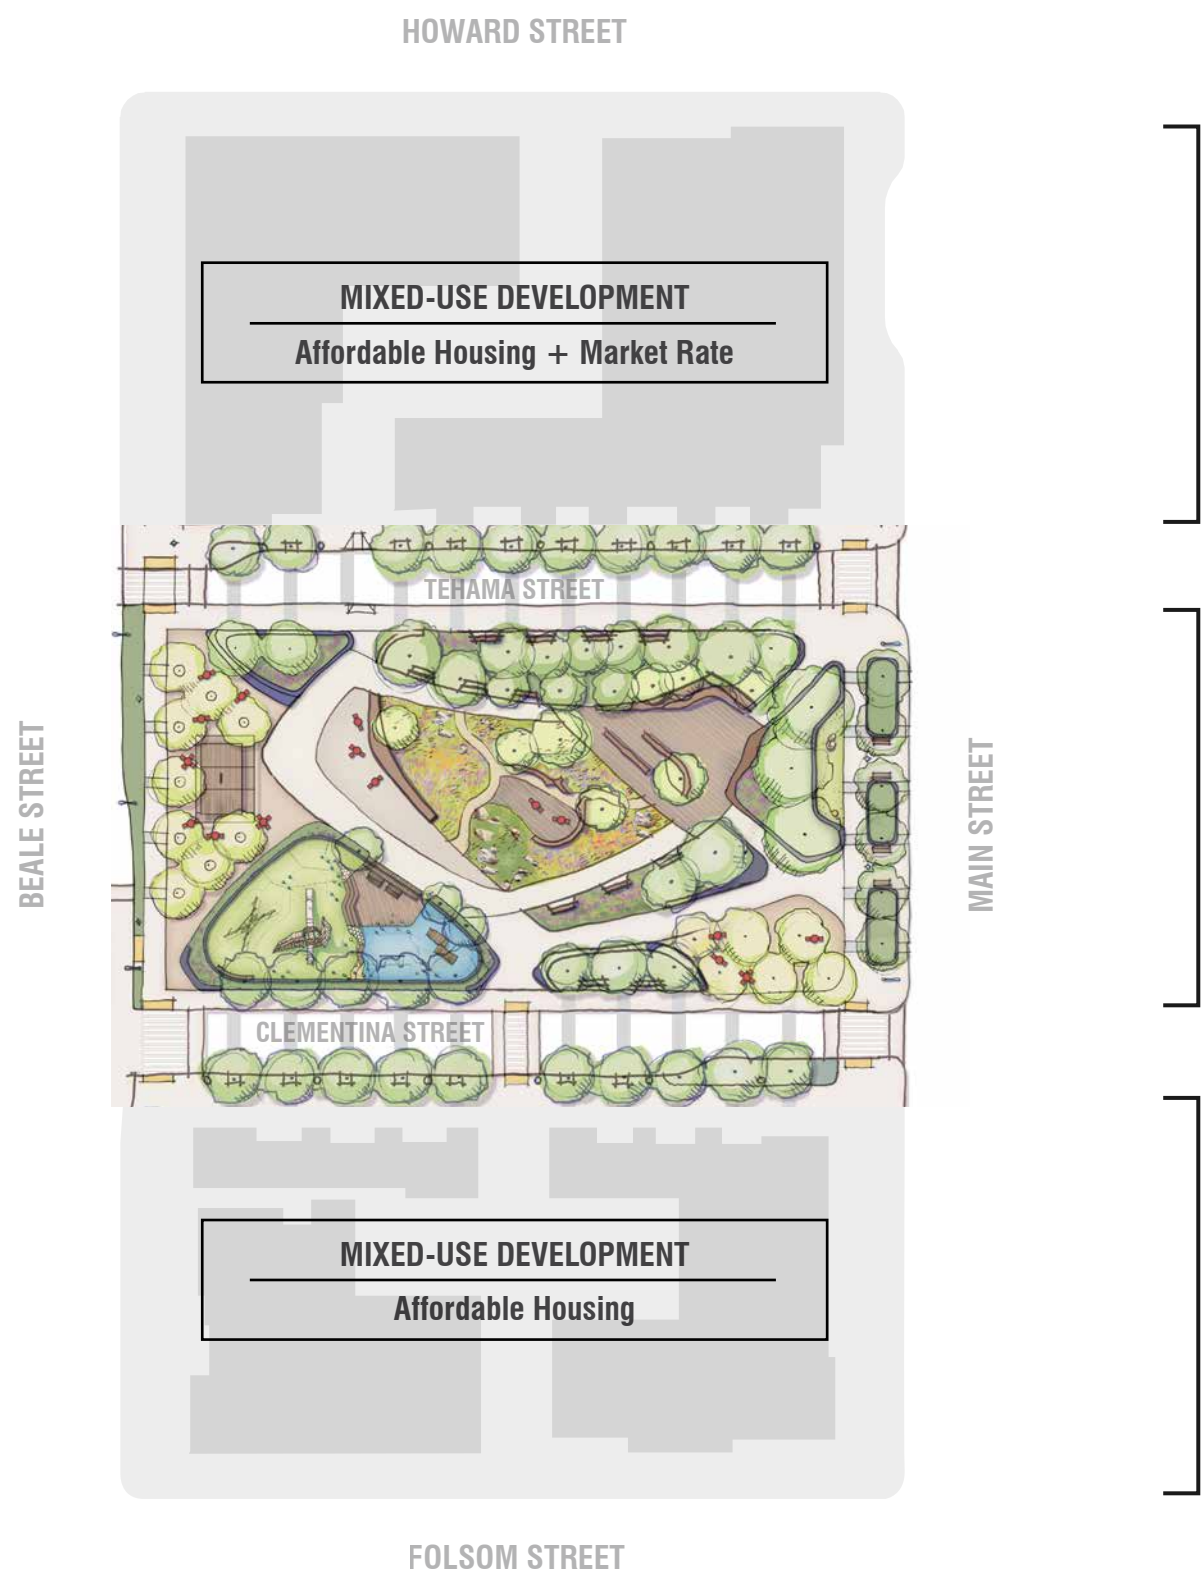 HOWARD STREET
MIXED-USE DEVELOPMENT
Affordable Housing + Market Rate
TEHAMA STREET
BEALE STREET
MAIN STREET
CLEMENTINA STREET
MIXED-USE DEVELOPMENT
Affordable Housing
FOLSOM STREET